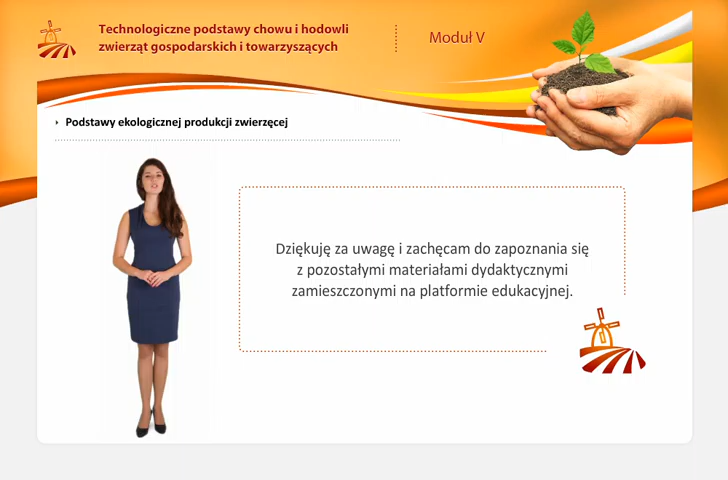 Technologiczne podstawy chowu i hodowli
zwierząt gospodarskich i towarzyszących
Moduł V
Podstawy ekologicznej produkcji zwierzęcej
Dziękuję za uwagę i zachęcam do zapoznania się
z pozostałymi materiałami dydaktycznymi
zamieszczonymi na platformie edukacyjnej.